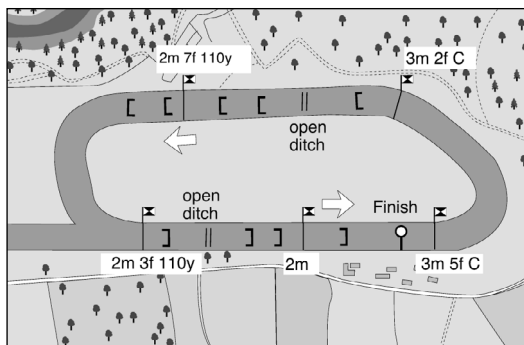 2m 7f 110y
3m 2f C
open
ditch
open
ditch
Finish
2m 3f 110y
2m
3m 5f C